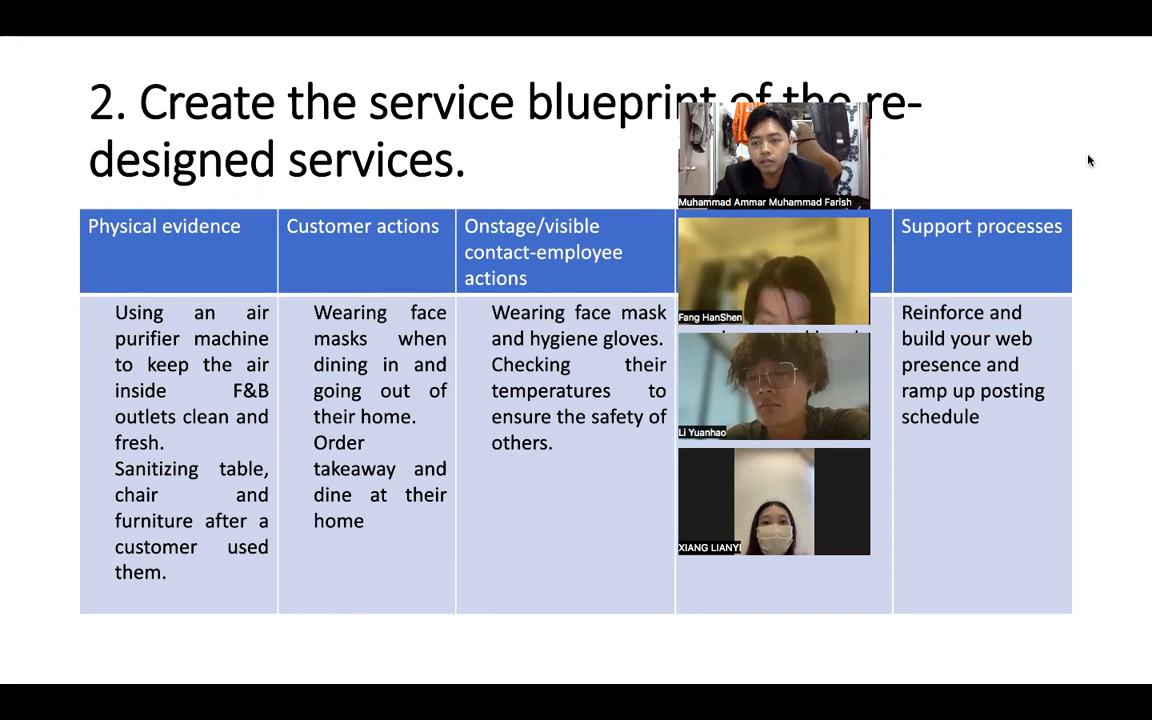 2. Create the service blueprint of the re-
designed services.
Muhammad Ammar Muhammad Farish
Physical evidence
Customer actions
Onstage/visible
contact-employee
actions
Support processes
Fang HanShen
Using an air
purifier machine
to keep the air
inside F&B
outlets clean and
fresh.
Sanitizing table,
chair and
furniture after a
customer used
them.
Wearing face
masks when
dining in and
going out of
their home.
Order
takeaway and
dine at their
home
Wearing face mask
and hygiene gloves.
Checking their
temperatures to
ensure the safety of
others.
Li Yuanhao
XIANG LIANYI
Reinforce and
build your web
presence and
ramp up posting
schedule